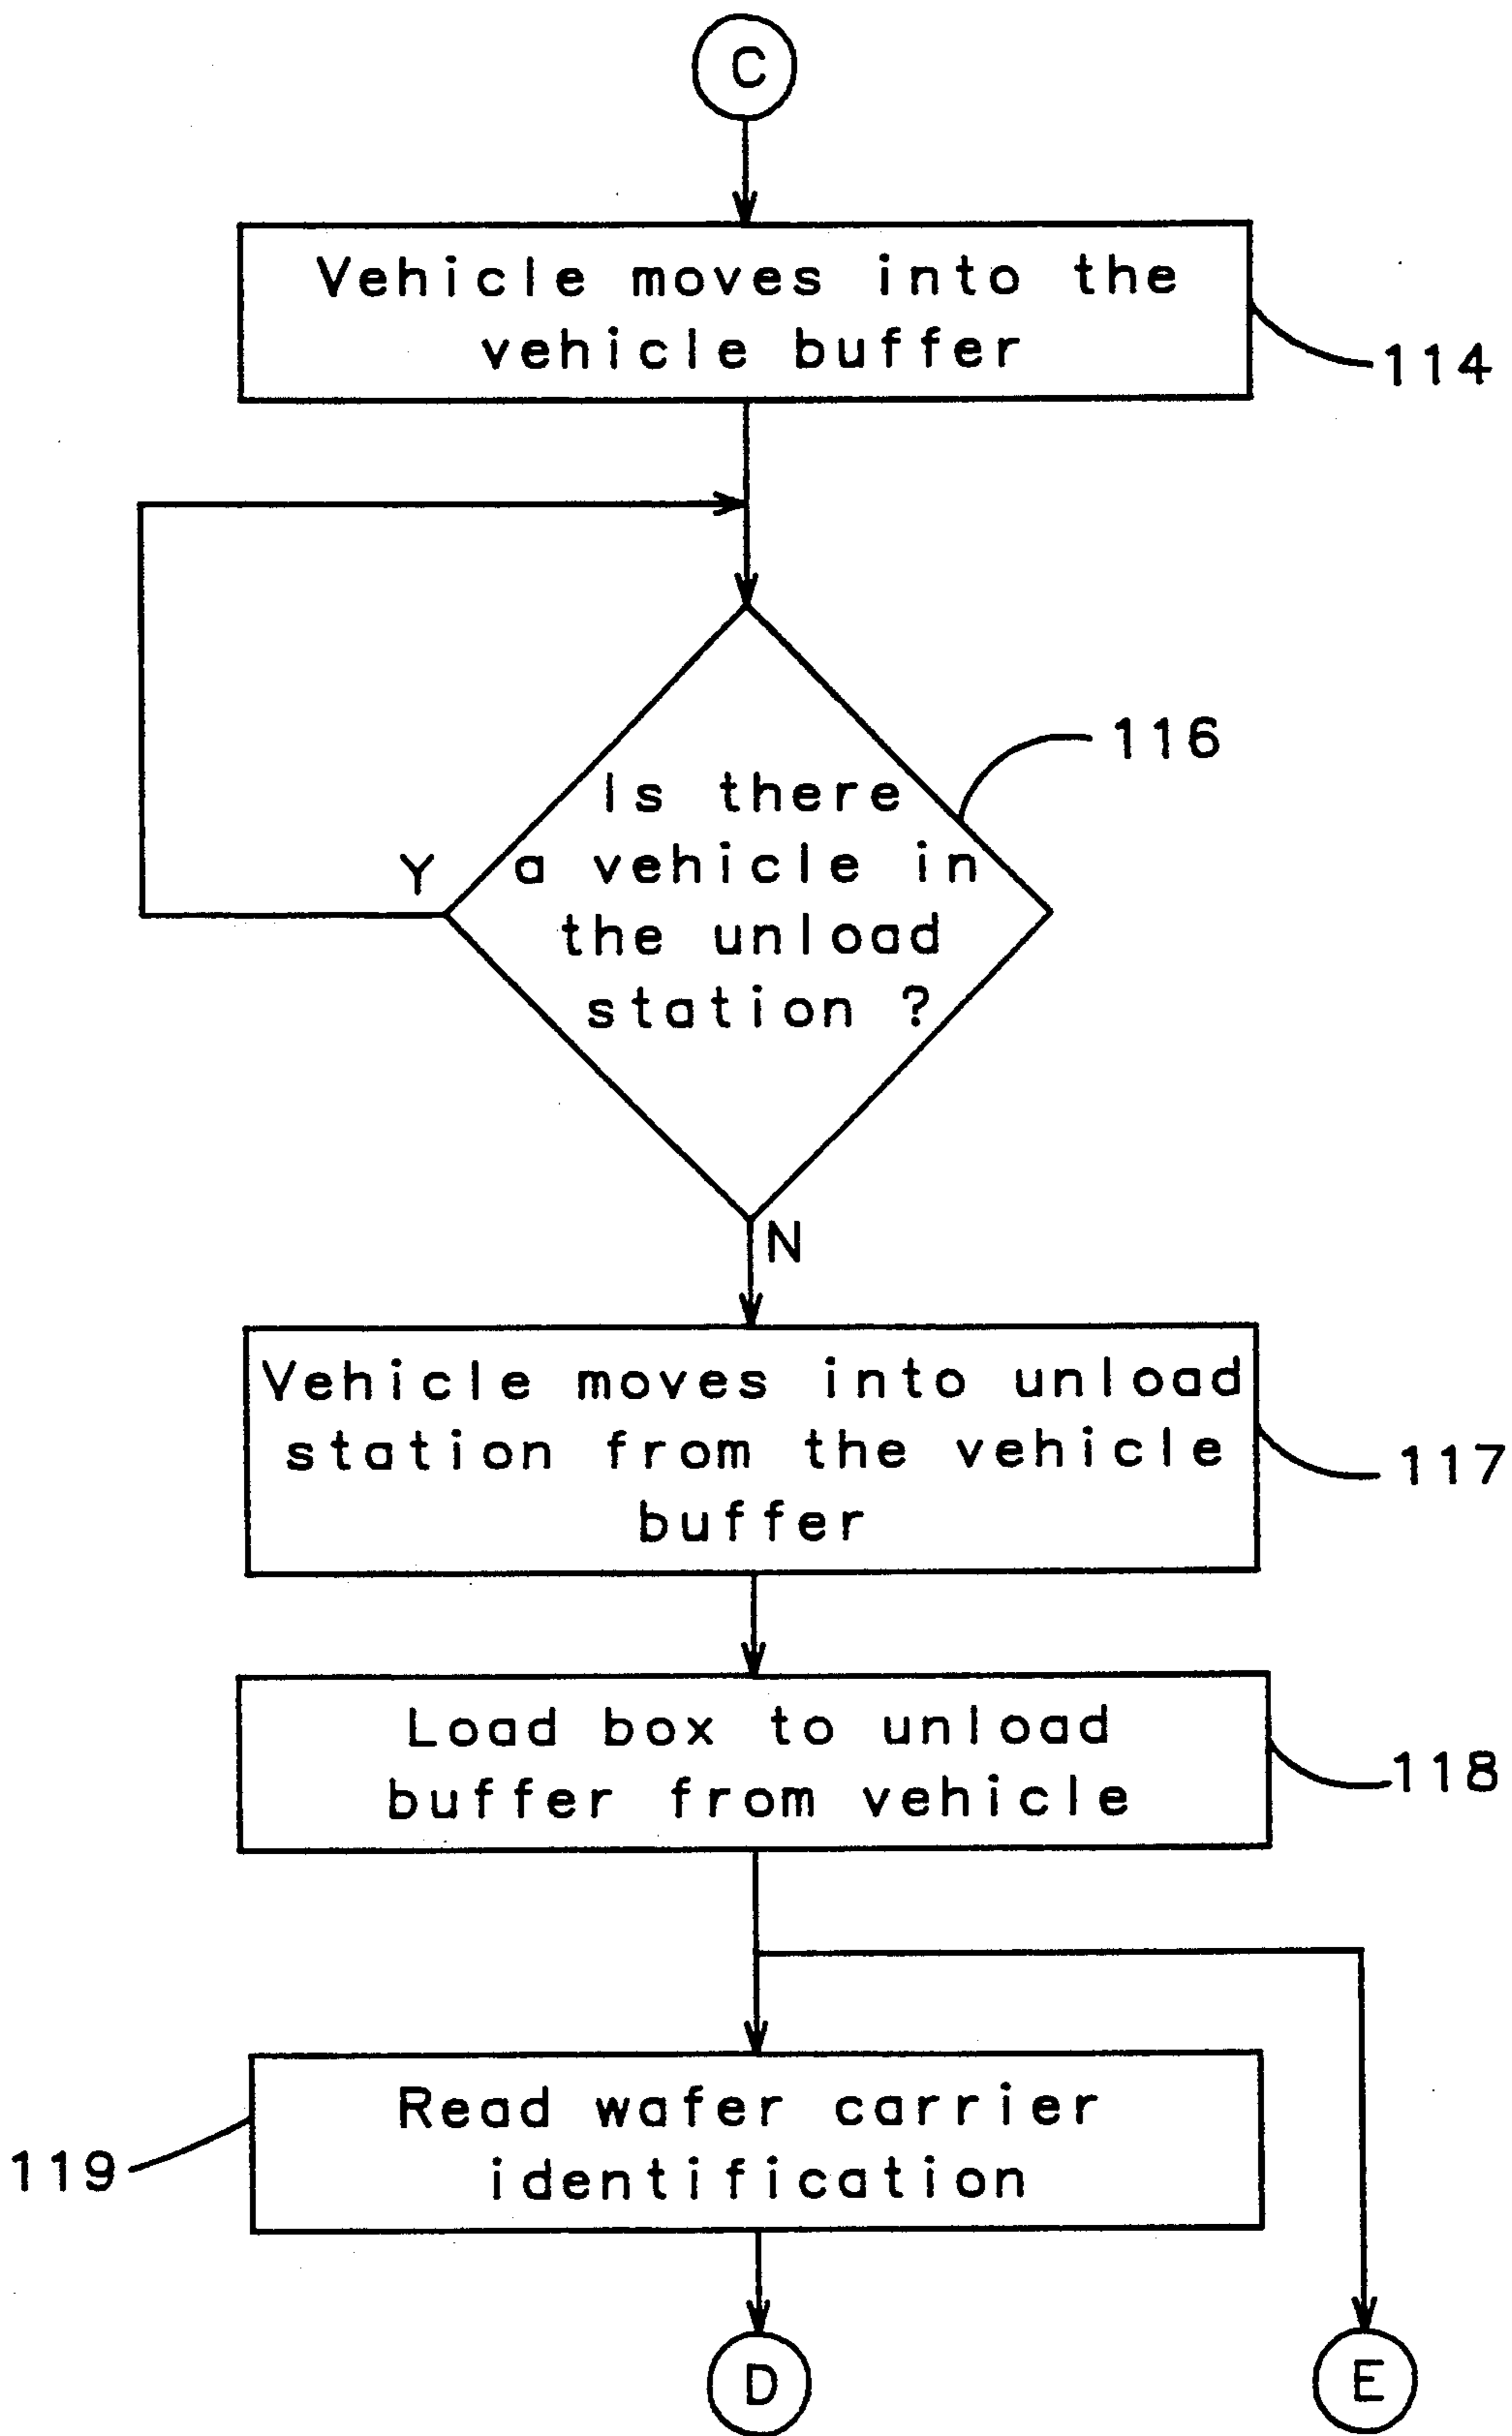 C
Vehicle moves into the
vehicle buffer
114
116
Is there
Y
a vehicle in
the unload
station ?
N
Vehicle moves into unload
station from the vehicle
buffer
117
Load box to unload
buffer from vehicle
118
Read wafer carrier
identification
119
D
E